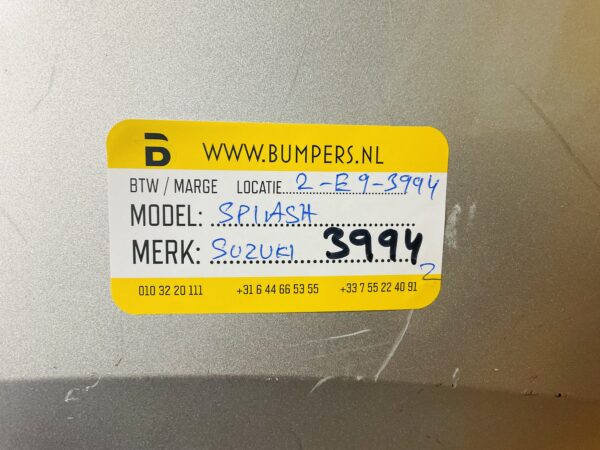 B WWW.BUMPERS.NL
BTW / MARGE LOCATIE 2-E9-3994
MODEL: SPLASH
MERK: SUZUKI 3994
2
010 32 20 111 +31 6 44 66 53 55 +33 7 55 22 40 91